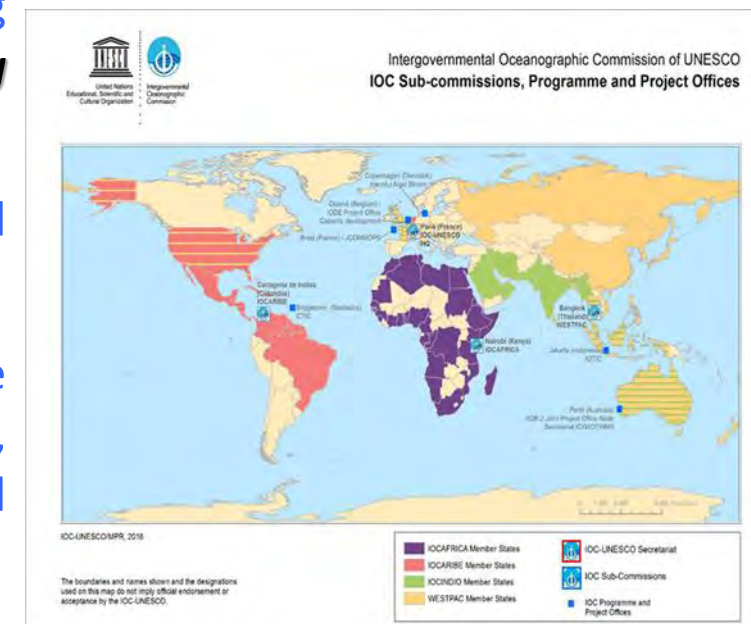 g
United Nations
Educational, Scientific and
Cultural Organization
Intergovernmental
Oceanographic
Commission
Intergovernmental Oceanographic Commission of UNESCO
IOC Sub-commissions, Programme and Project Offices
Copenhagen (Denmark)
Harmful Algal Bloom
(Belgium) /
IODE Project Office
Capacity development
Brest (France) / JCOMMOPS
Paris (France)
IOC-UNESCO
HQ
Cartagena de Indias
(Columbia)
IOCARIBE
(Barbados)
Nairobi (Kenya)
IOCAFRICA
Bangkok
(Thailand)
WESTPAC
Jakarta (Indonesia)
IOTIC
Perth (Australia)
Project Office
l
e
,
l
IOC-UNESCO/MPR, 2016
The boundaries and names shown and the designations
used on this map do not imply official endorsement or
acceptance by the IOC-UNESCO.
IOCAFRICA Member States
IOCARIBE Member States
IOCINDIO Member States
WESTPAC Member States
IOC-UNESCO Secretariat
IOC Sub-Commissions
IOC Programme and
Project Offices